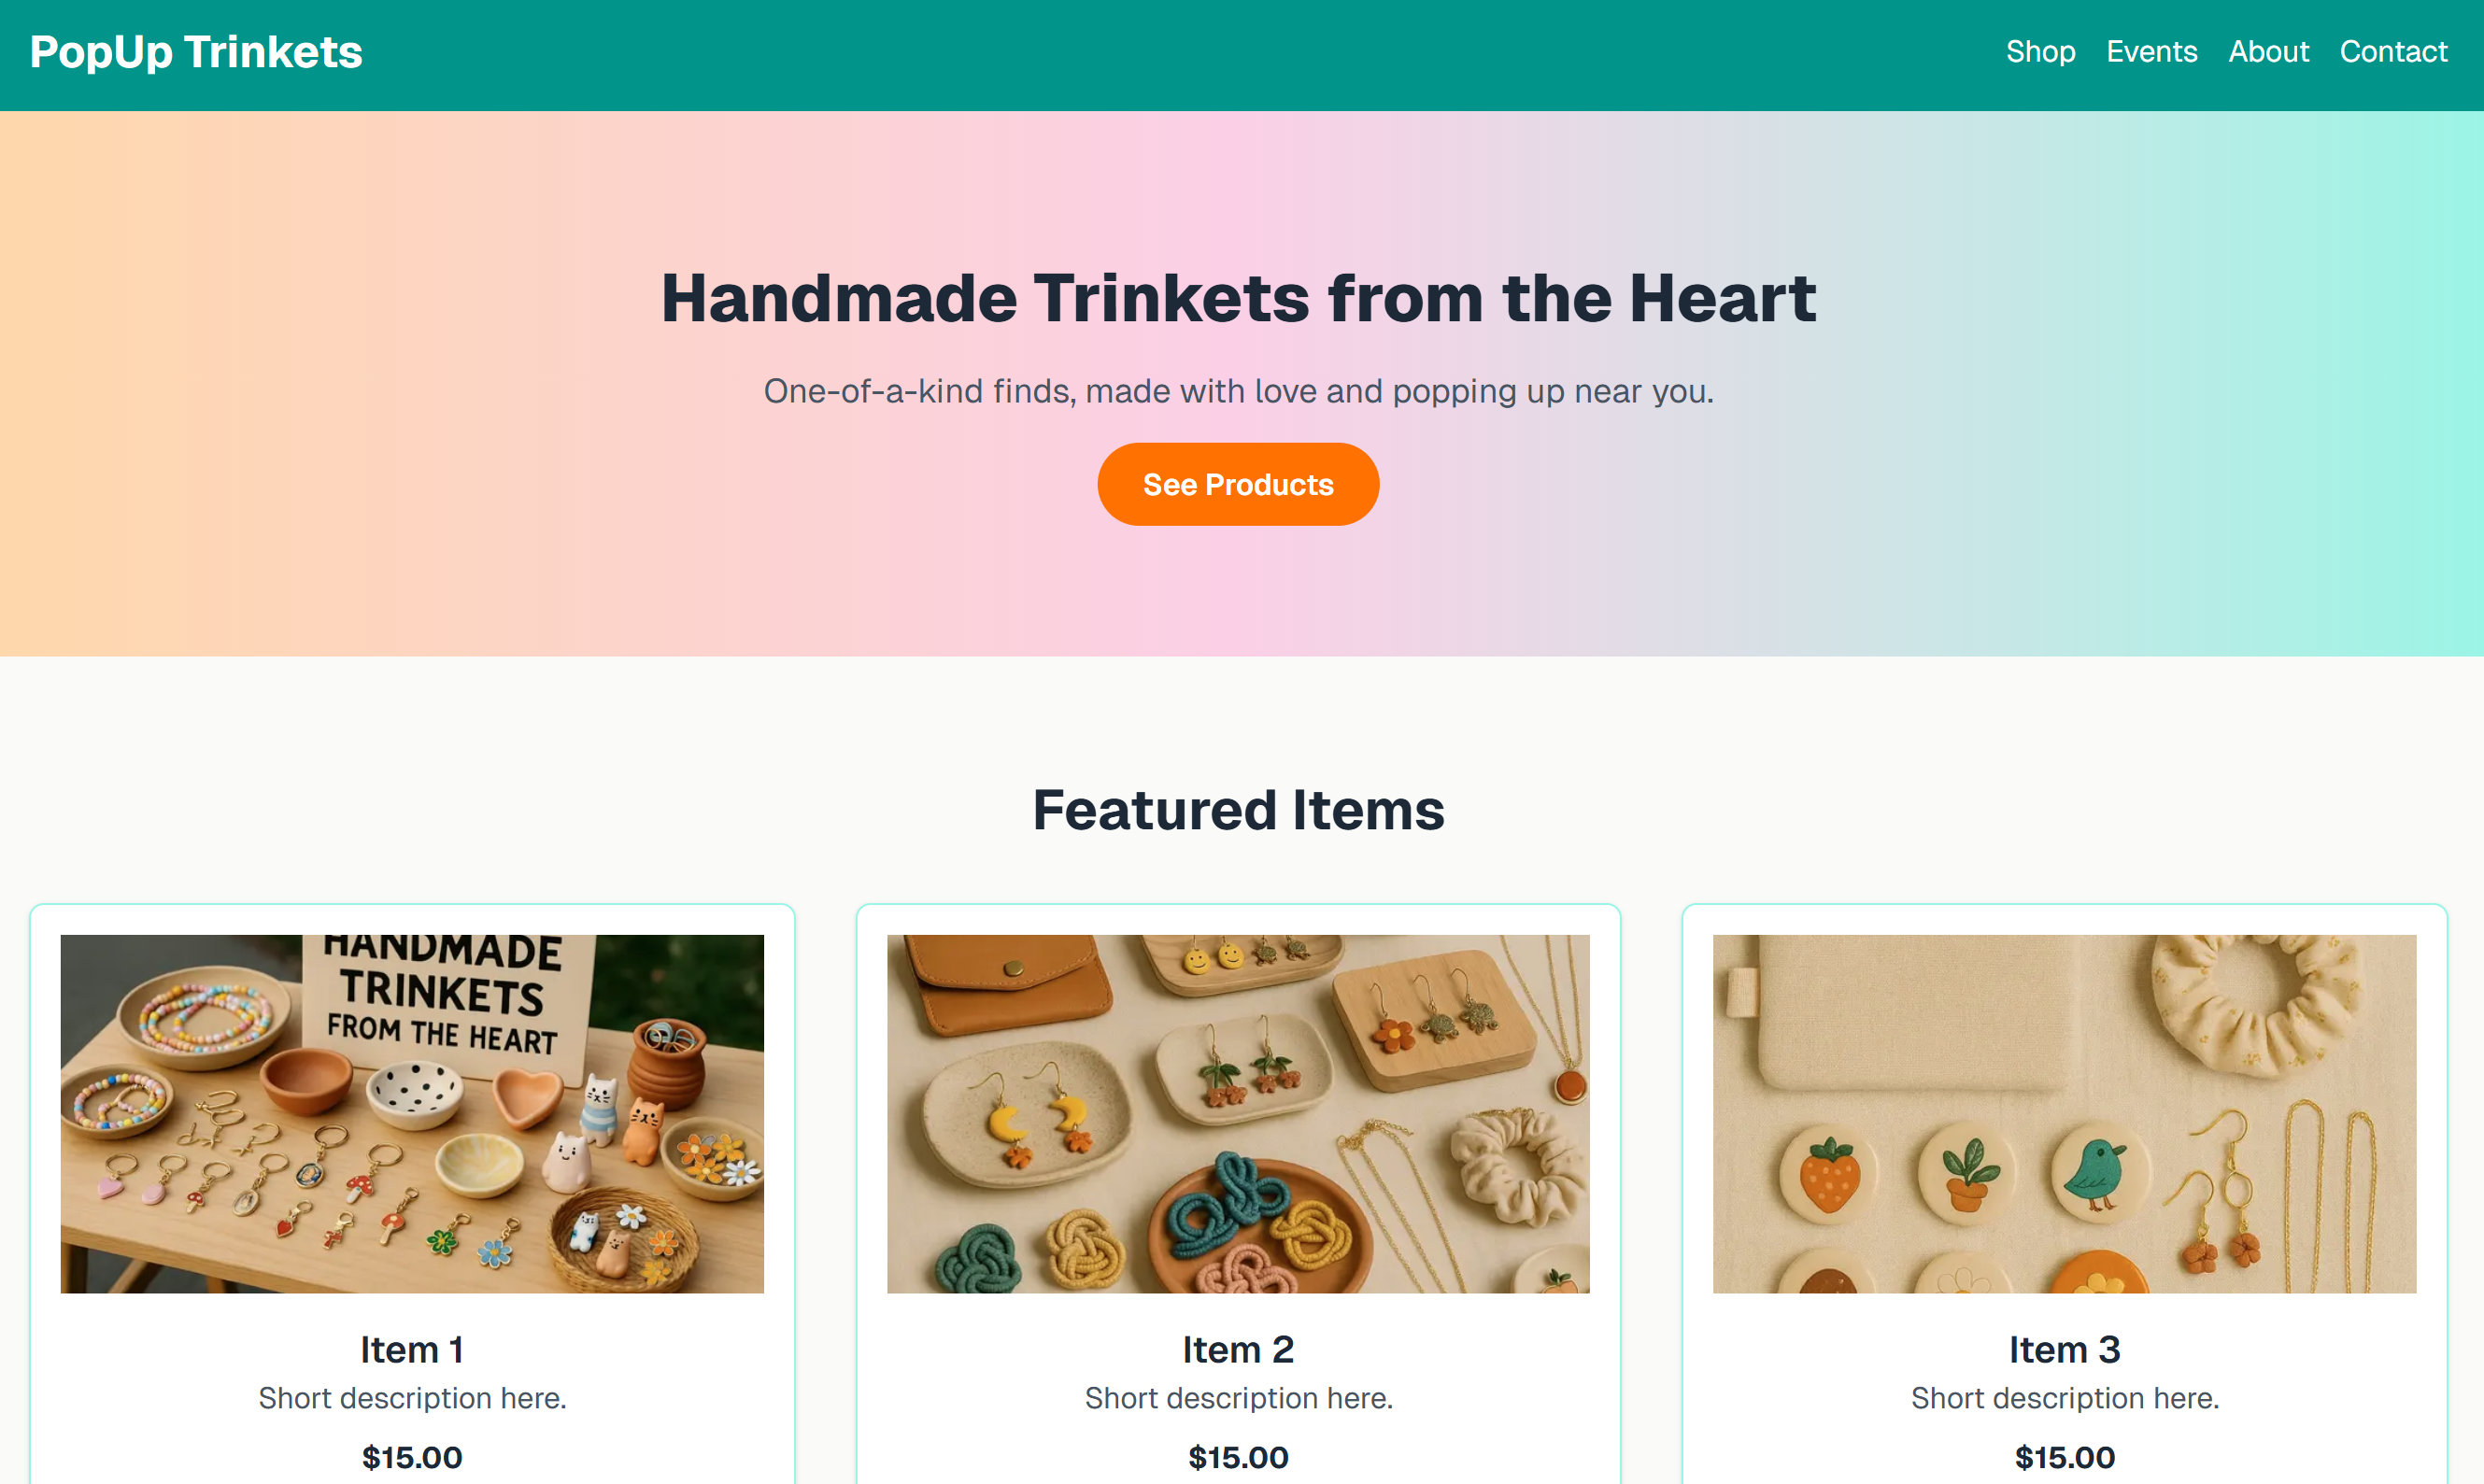 PopUp Trinkets
Shop Events About Contact
Handmade Trinkets from the Heart
One-of-a-kind finds, made with love and popping up near you.
See Products
Featured Items
HANDMADE
TRINKETS
FROM THE HEART
Item 1
Short description here.
$15.00
Item 2
Short description here.
$15.00
Item 3
Short description here.
$15.00